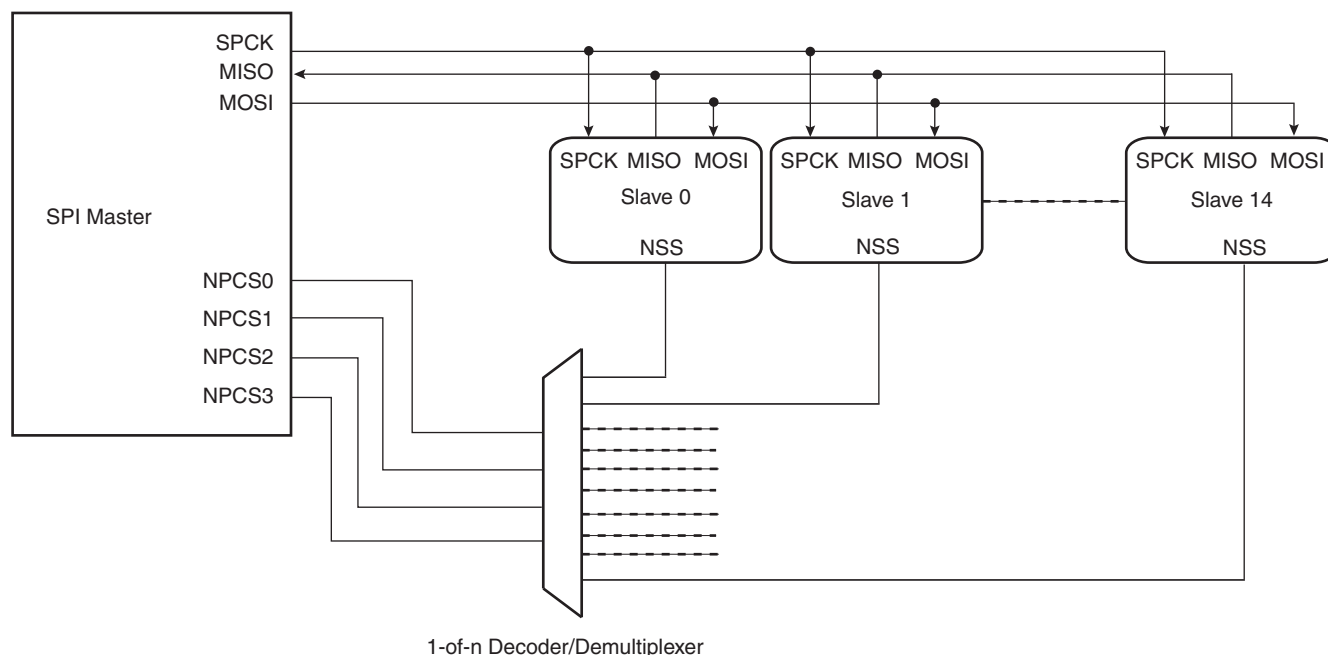 SPCK
MISO
MOSI
SPCK MISO MOSI
SPCK MISO MOSI
SPCK MISO MOSI
Slave 0
Slave 1
Slave 14
SPI Master
NSS
NSS
NSS
NPCS0
NPCS1
NPCS2
NPCS3
1-of-n Decoder/Demultiplexer